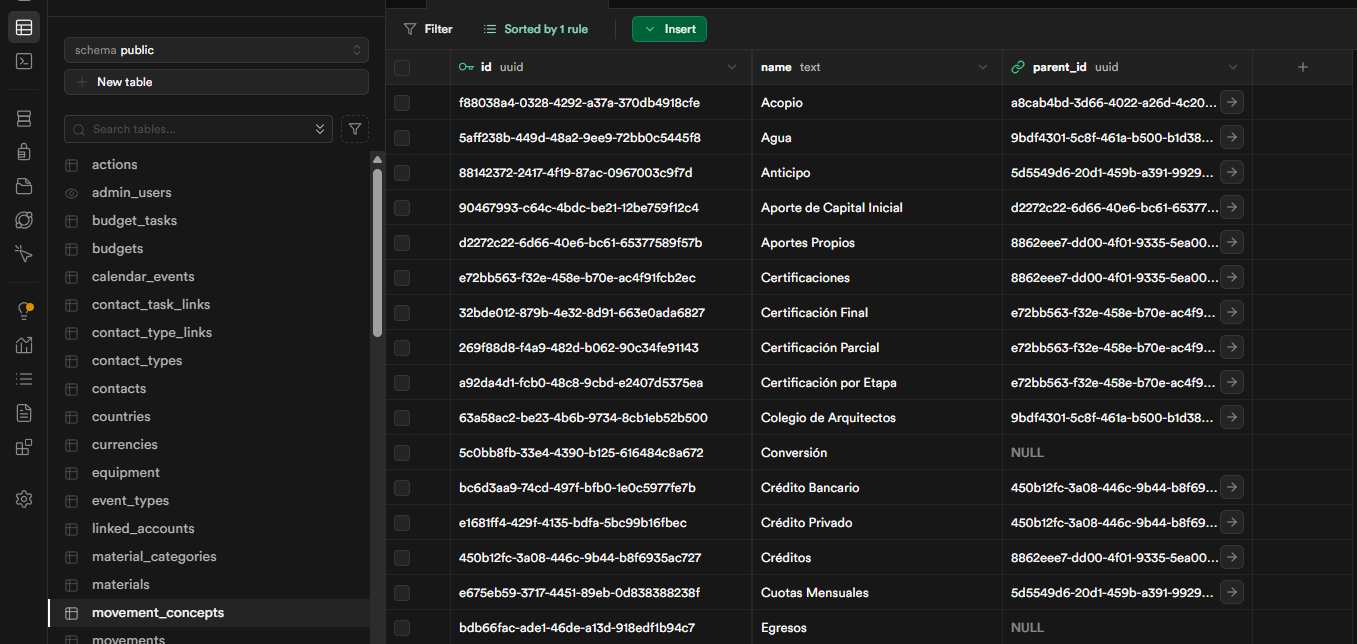 schema public
New table
Search tables...
actions
admin_users
budget_tasks
budgets
calendar_events
contact_task_links
contact_type_links
contact_types
contacts
countries
currencies
equipment
event_types
linked_accounts
material_categories
materials
movement_concepts
movements
Filter Sorted by 1 rule Insert
id uuid name text parent_id uuid
f88038a4-0328-4292-a37a-370db4918cfe Acopio a8cab4bd-3d66-4022-a26d-4c20...
5aff238b-449d-48a2-9ee9-72bb0c5445f8 Agua 9bdf4301-5c8f-461a-b500-b1d38...
88142372-2417-4f19-87ac-0967003c9f7d Anticipo 5d5549d6-20d1-459b-a391-9929...
90467993-c64c-4bdc-be21-12be759f12c4 Aporte de Capital Inicial d2272c22-6d66-40e6-bc61-65377...
d2272c22-6d66-40e6-bc61-65377589f57b Aportes Propios 8862eee7-dd00-4f01-9335-5ea00...
e72bb563-f32e-458e-b70e-ac4f91fcb2ec Certificaciones 8862eee7-dd00-4f01-9335-5ea00...
32bde012-879b-4e32-8d91-663e0ada6827 Certificación Final e72bb563-f32e-458e-b70e-ac4f9...
269f88d8-f4a9-482d-b062-90c34fe91143 Certificación Parcial e72bb563-f32e-458e-b70e-ac4f9...
a92da4d1-fcb0-48c8-9cbd-e2407d5375ea Certificación por Etapa e72bb563-f32e-458e-b70e-ac4f9...
63a58ac2-be23-4b6b-9734-8cb1eb52b500 Colegio de Arquitectos 9bdf4301-5c8f-461a-b500-b1d38...
5c0bb8fb-33e4-4390-b125-616484c8a672 Conversión NULL
bc6d3aa9-74cd-497f-bfb0-1e0c5977fe7b Crédito Bancario 450b12fc-3a08-446c-9b44-b8f69...
e1681ff4-429f-4135-bdfa-5bc99b16fbec Crédito Privado 450b12fc-3a08-446c-9b44-b8f69...
450b12fc-3a08-446c-9b44-b8f6935ac727 Créditos 8862eee7-dd00-4f01-9335-5ea00...
e675eb59-3717-4451-89eb-0d838388238f Cuotas Mensuales 5d5549d6-20d1-459b-a391-9929...
bdb66fac-ade1-46de-a13d-918edf1b94c7 Egresos NULL